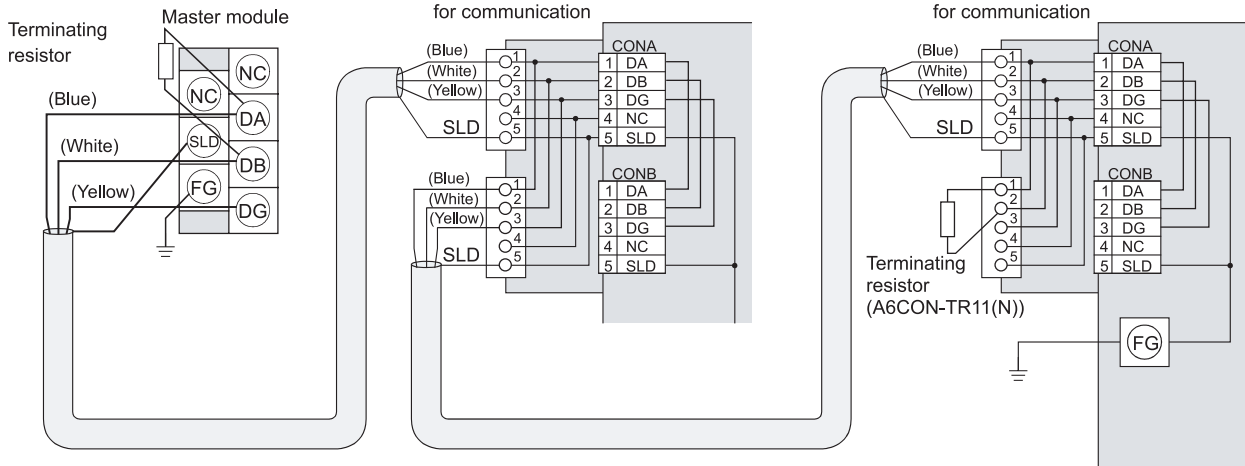 Terminating
resistor
Master module
NC
NC
DA
SLD
DB
FG
DG
(Blue)
(White)
(Yellow)
for communication
(Blue)
(White)
(Yellow)
SLD
1
2
3
4
5
CONA
1 DA
2 DB
3 DG
4 NC
5 SLD
(Blue)
(White)
(Yellow)
SLD
1
2
3
4
5
CONB
1 DA
2 DB
3 DG
4 NC
5 SLD
for communication
(Blue)
(White)
(Yellow)
SLD
1
2
3
4
5
CONA
1 DA
2 DB
3 DG
4 NC
5 SLD
1
2
3
4
5
CONB
1 DA
2 DB
3 DG
4 NC
5 SLD
Terminating
resistor
(A6CON-TR11(N))
FG